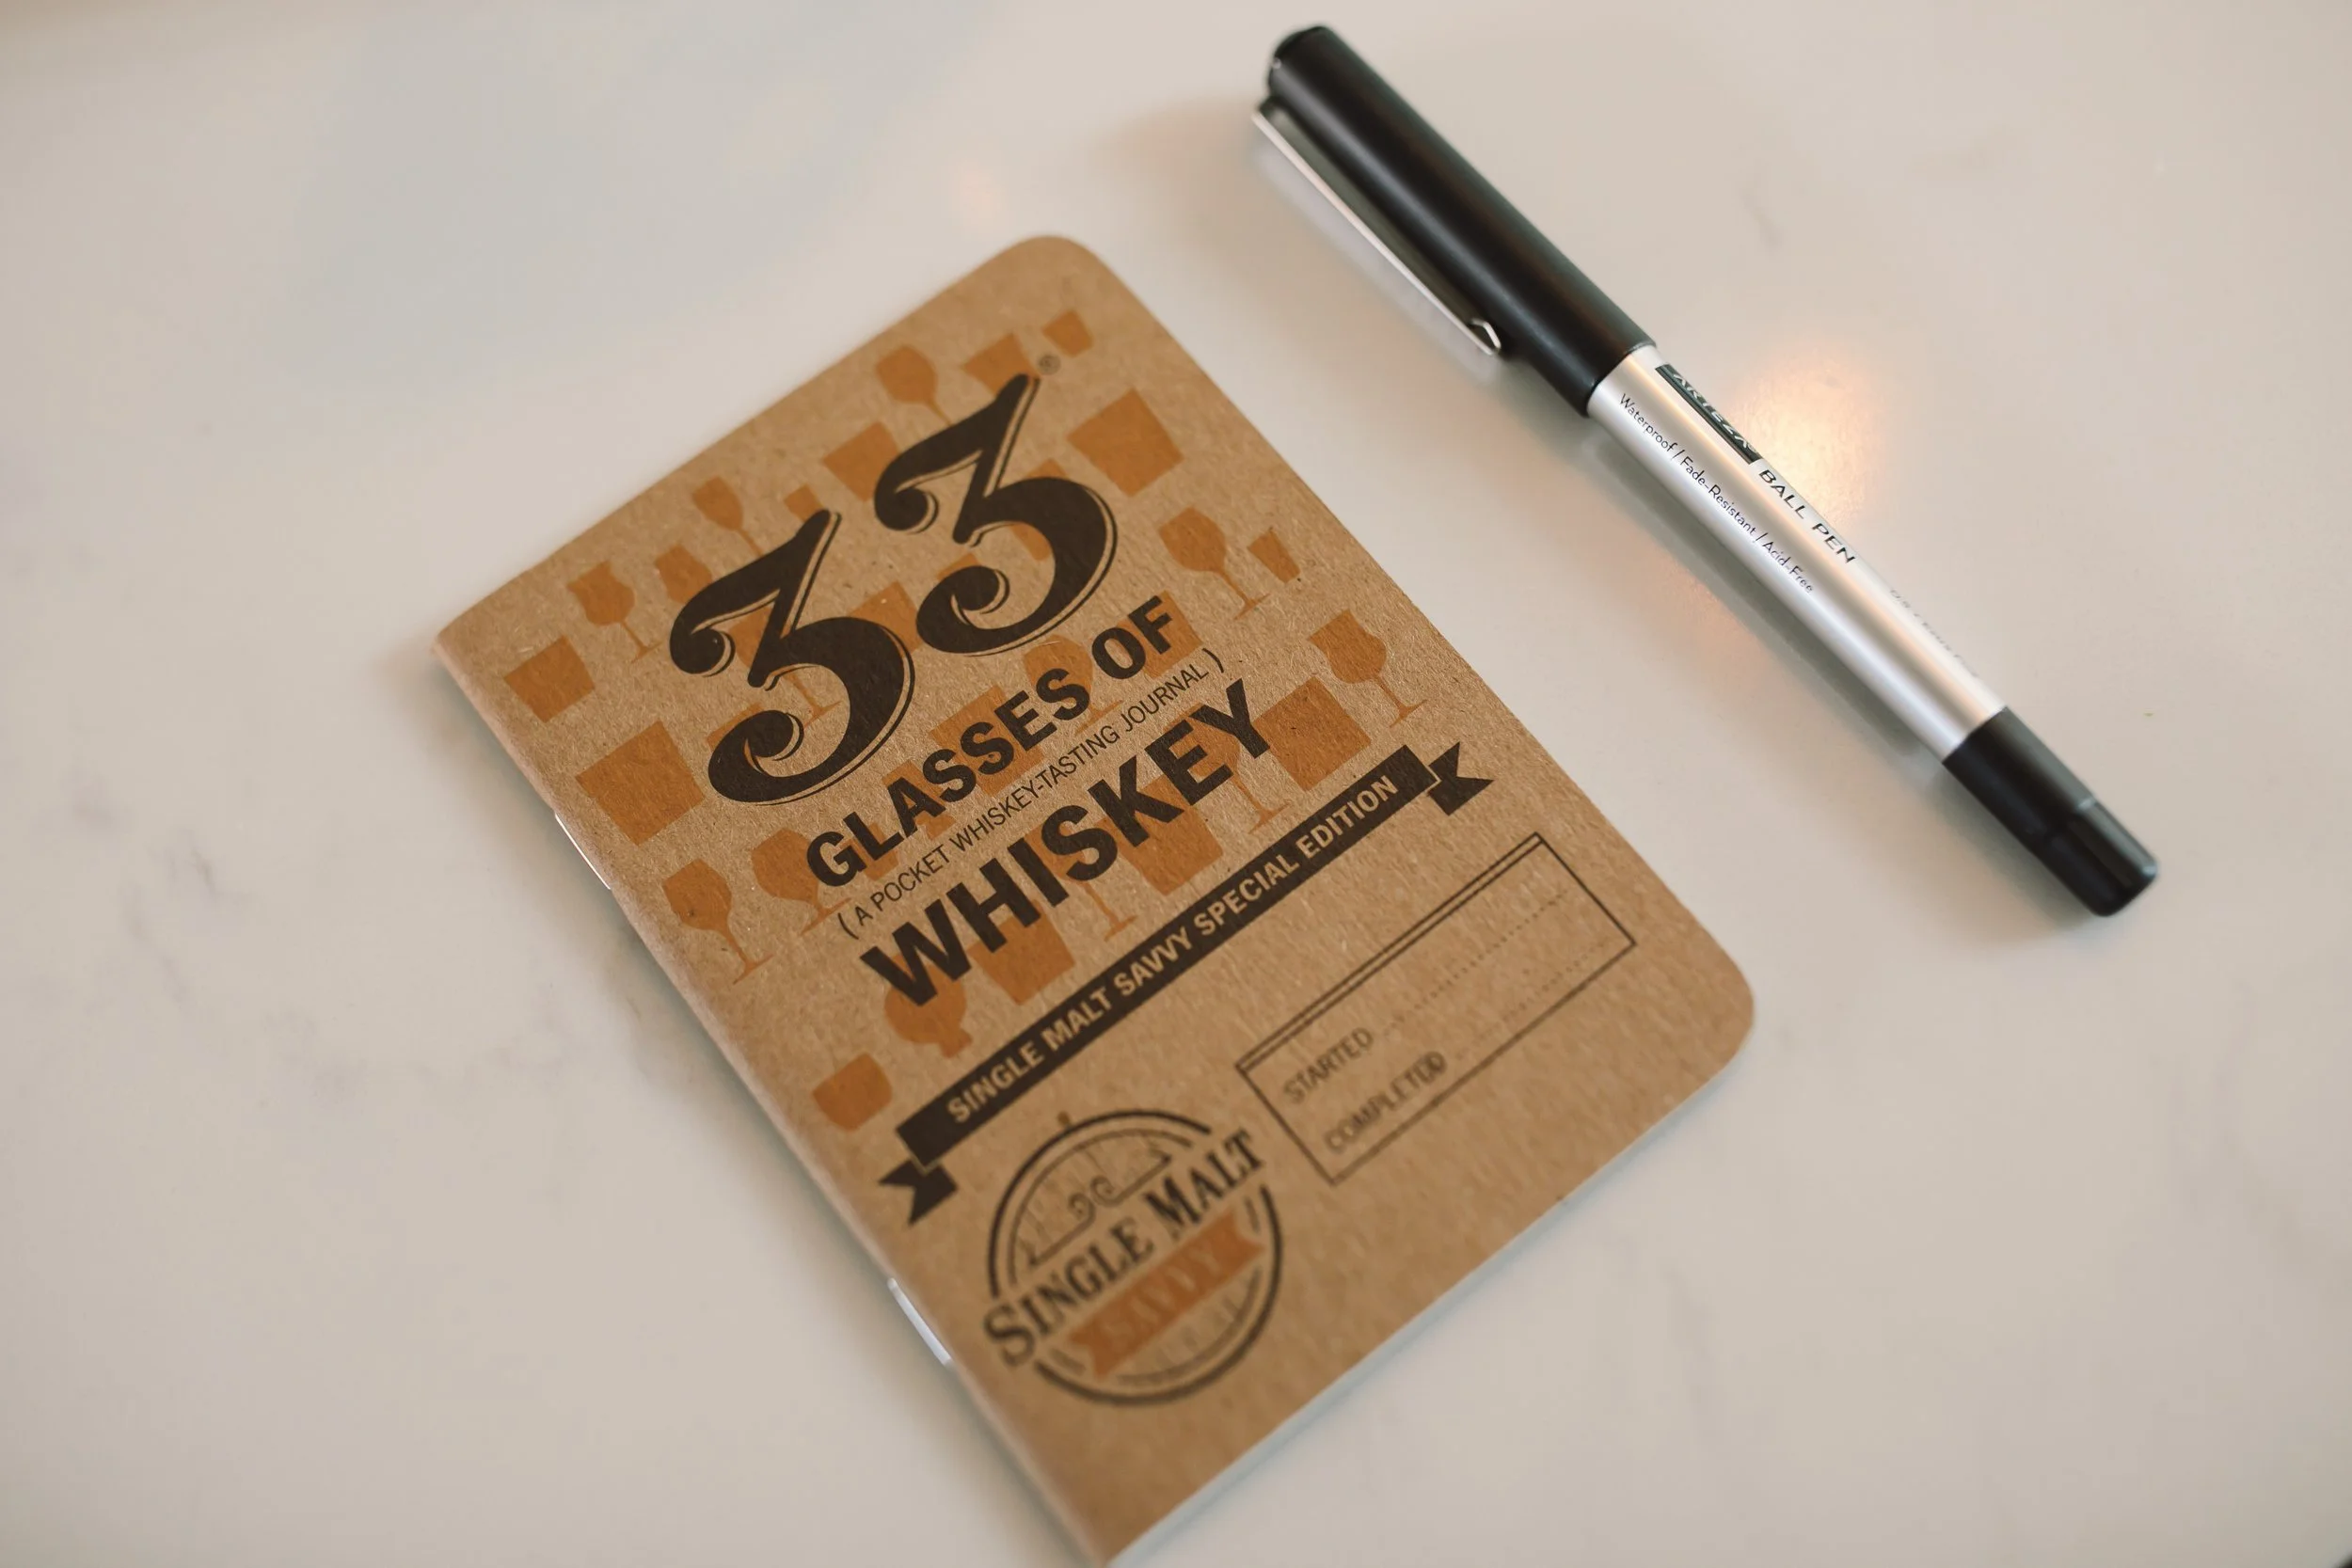 33®
GLASSES OF
( A POCKET WHISKEY-TASTING JOURNAL )
WHISKEY
SINGLE MALT SAVVY SPECIAL EDITION
STARTED
COMPLETED
SINGLE MALT
SAVVY
ARTEZA BALL PEN
Waterproof / Fade-Resistant / Acid-Free